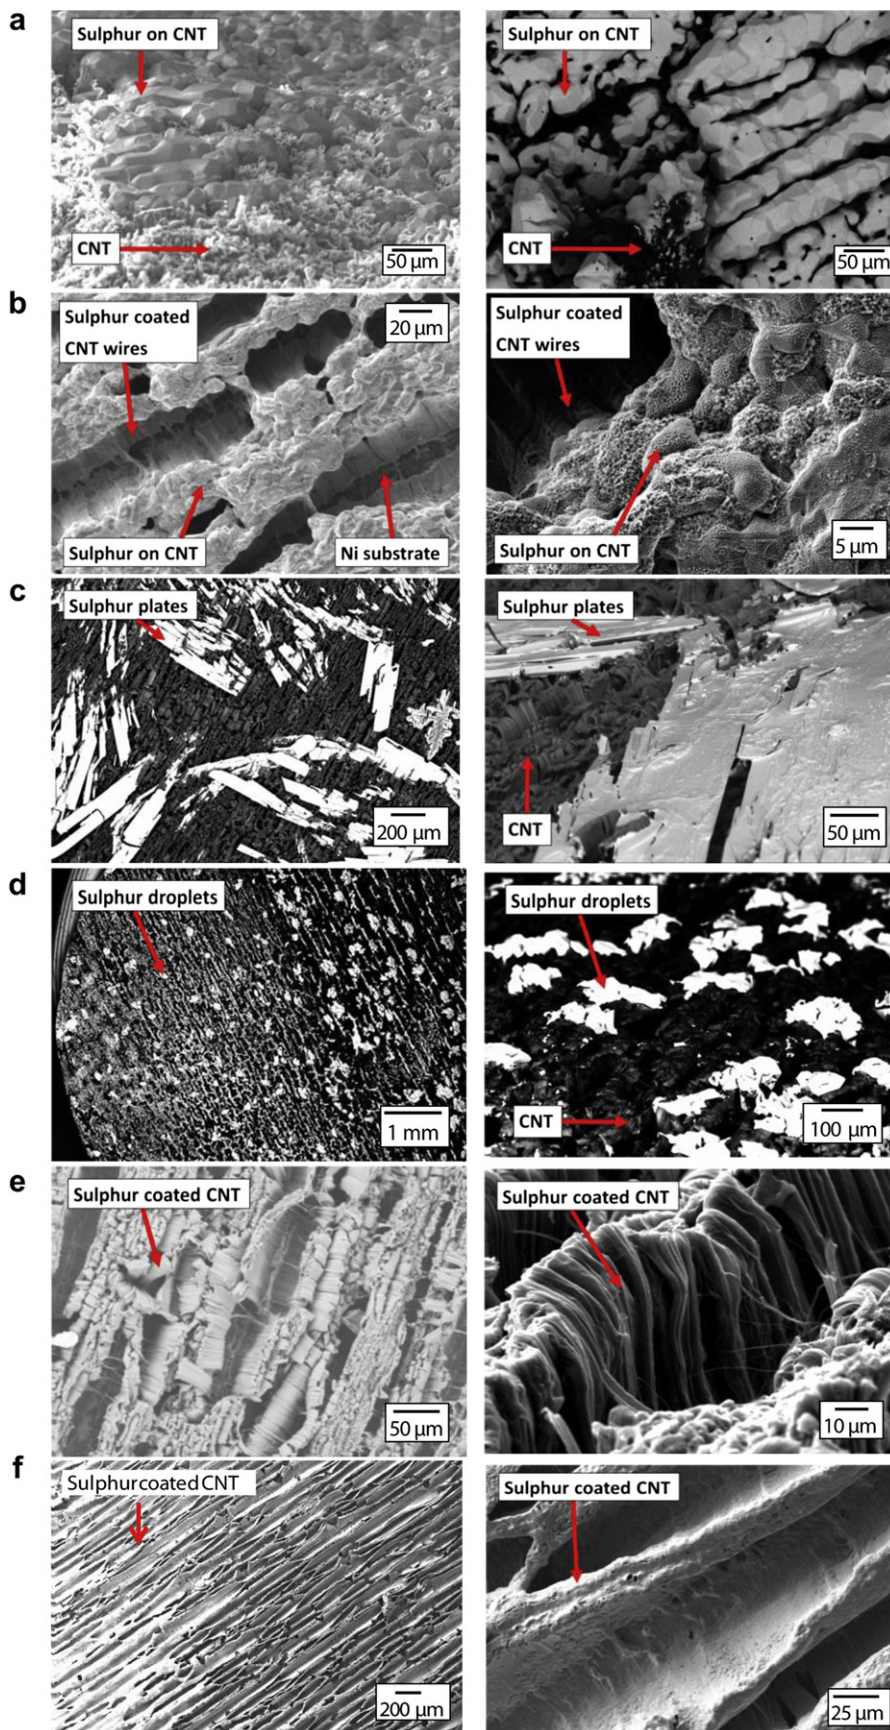 a
Sulphur on CNT
CNT
50 µm
Sulphur on CNT
CNT
50 µm
b
Sulphur coated
CNT wires
20 µm
Sulphur on CNT
Ni substrate
Sulphur coated
CNT wires
Sulphur on CNT
5 µm
c
Sulphur plates
200 µm
Sulphur plates
CNT
50 µm
d
Sulphur droplets
1 mm
Sulphur droplets
CNT
100 µm
e
Sulphur coated CNT
50 µm
Sulphur coated CNT
10 µm
f
Sulphur coated CNT
200 µm
Sulphur coated CNT
25 µm